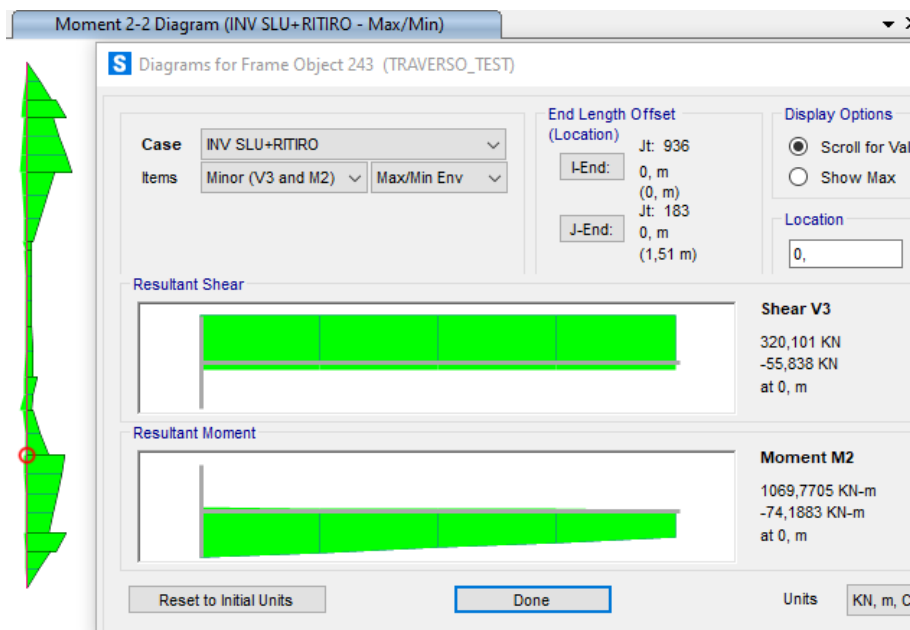 Moment 2-2 Diagram (INV SLU+RITIRO - Max/Min)
S Diagrams for Frame Object 243 (TRAVERSO_TEST)
Case INV SLU+RITIRO
Items Minor (V3 and M2) Max/Min Env
End Length Offset
(Location)
I-End: Jt: 936
0, m
(0, m)
J-End: Jt: 183
0, m
(1,51 m)
Display Options
Scroll for Val
Show Max
Location
0,
Resultant Shear
Shear V3
320,101 KN
-55,838 KN
at 0, m
Resultant Moment
Moment M2
1069,7705 KN-m
-74,1883 KN-m
at 0, m
Reset to Initial Units Done Units KN, m, C